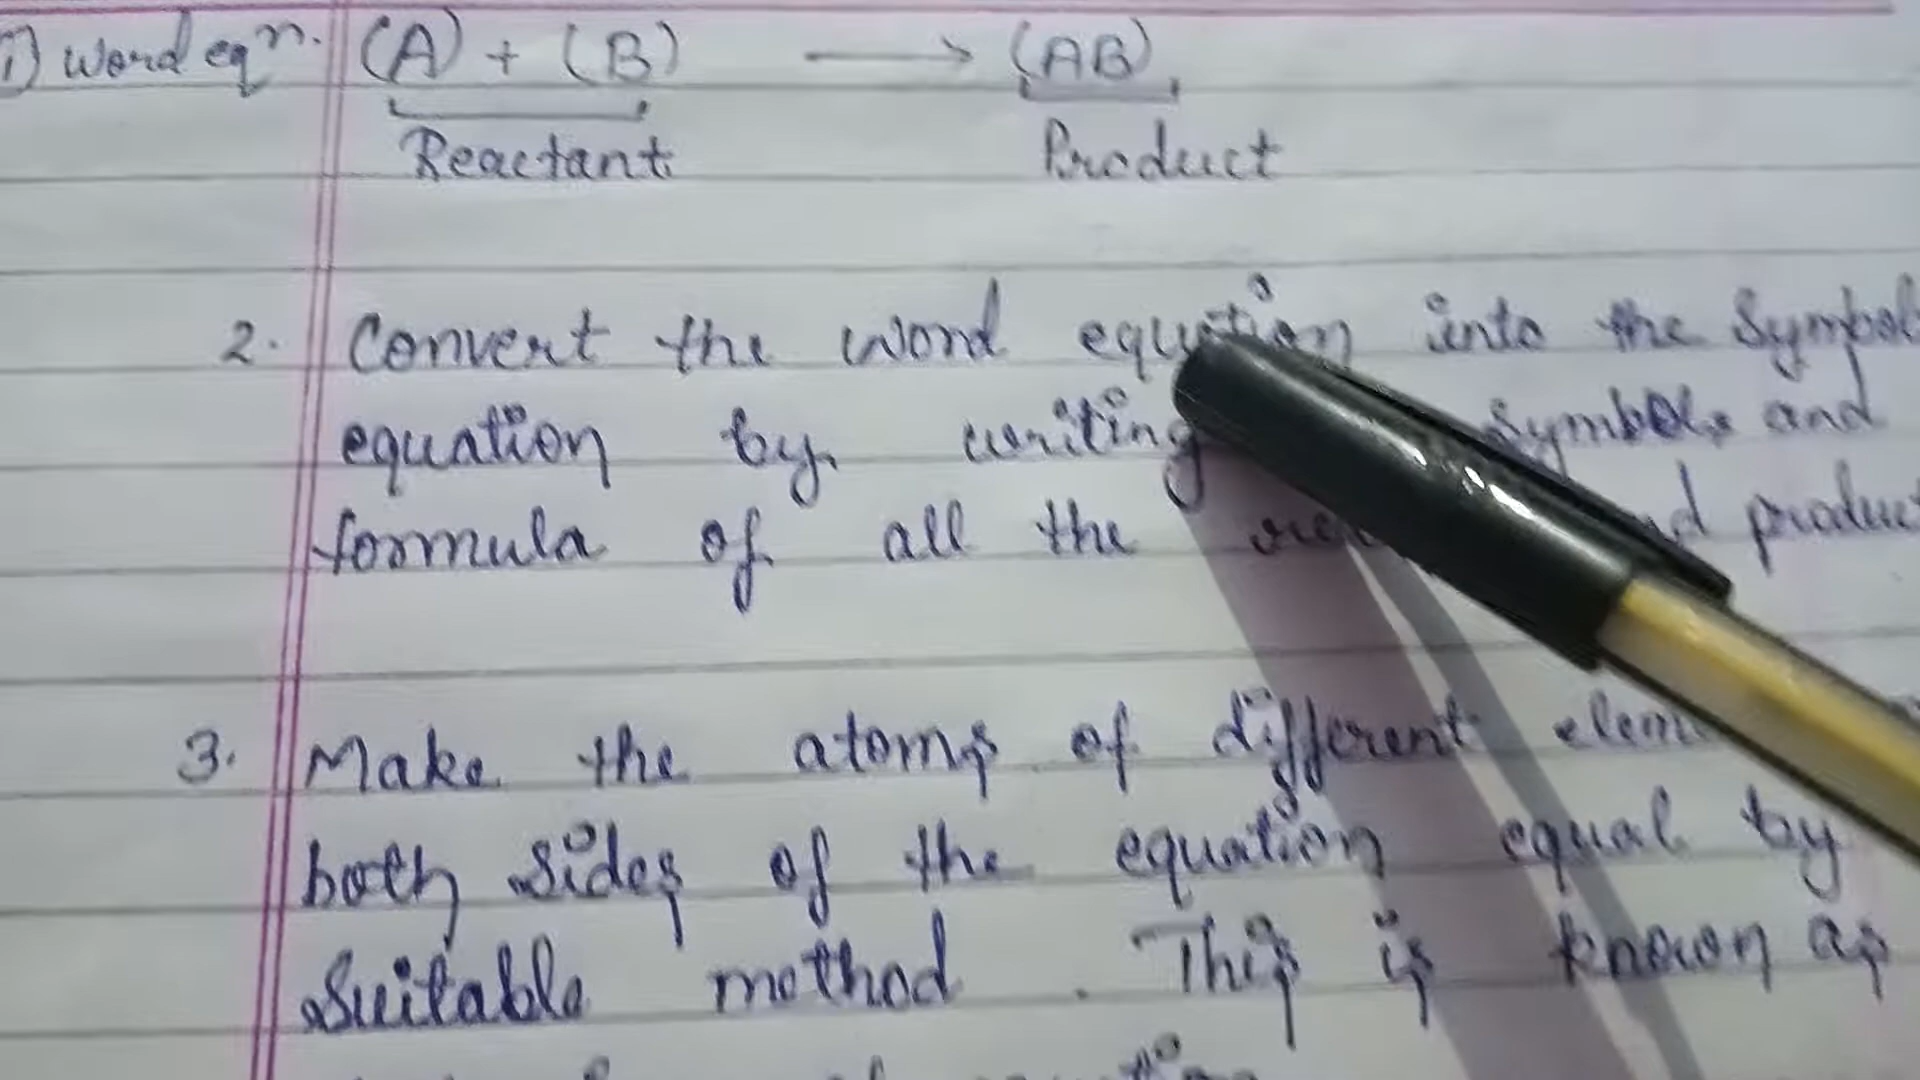 i) Word eqn. (A) + (B) ⟶ (AB)
Reactant Product
2. Convert the word equation into the Symbol
equation by writing symbols and
formula of all the and product
3. Make the atoms of different
both sides of the equation equal by
Suitable method. This is known as